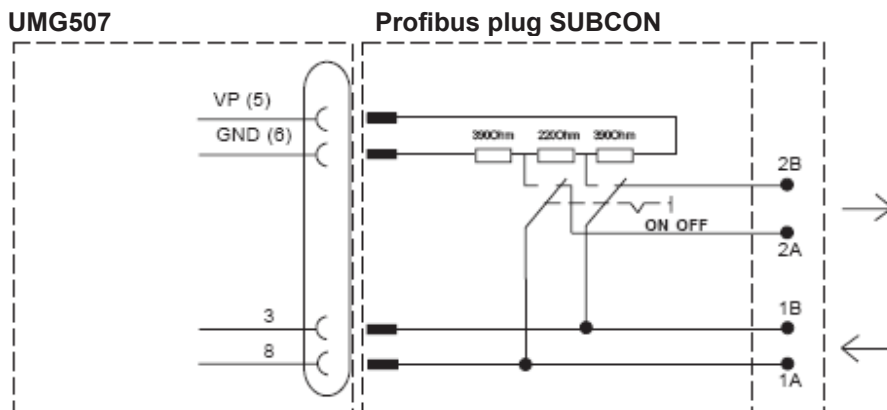 UMG507
Profibus plug SUBCON
VP (5)
GND (6)
390Ohm 220Ohm 390Ohm
2B
ON OFF
2A
3
1B
8
1A